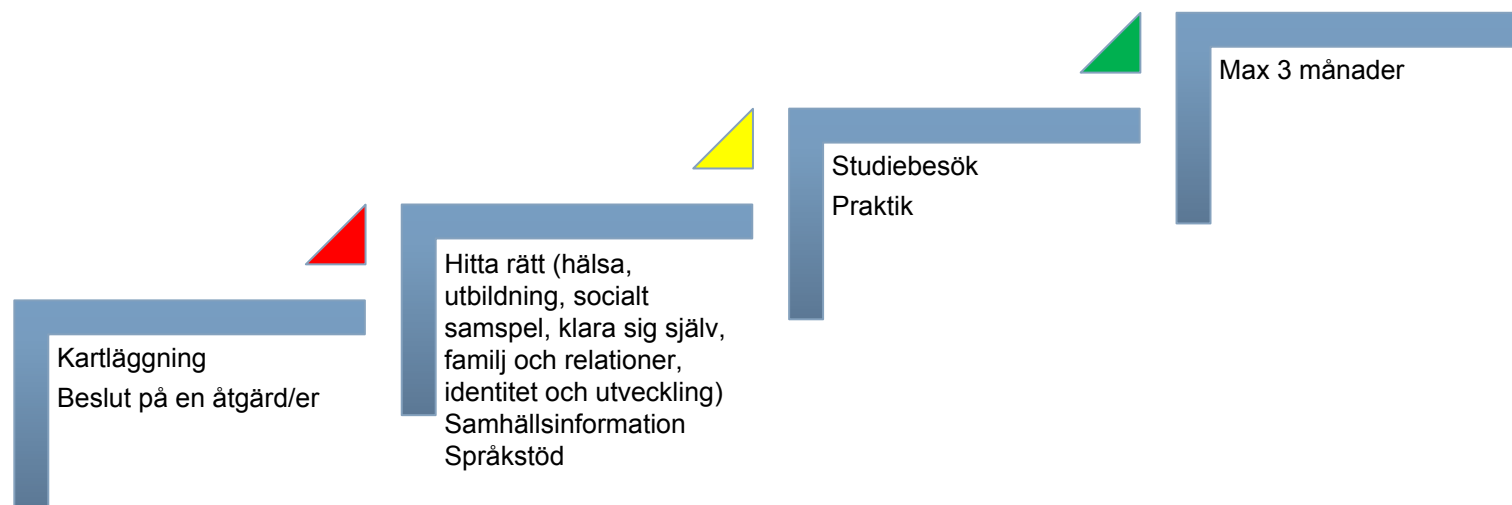 Kartläggning
Beslut på en åtgärd/er
Hitta rätt (hälsa,
utbildning, socialt
samspel, klara sig själv,
familj och relationer,
identitet och utveckling)
Samhällsinformation
Språkstöd
Studiebesök
Praktik
Max 3 månader